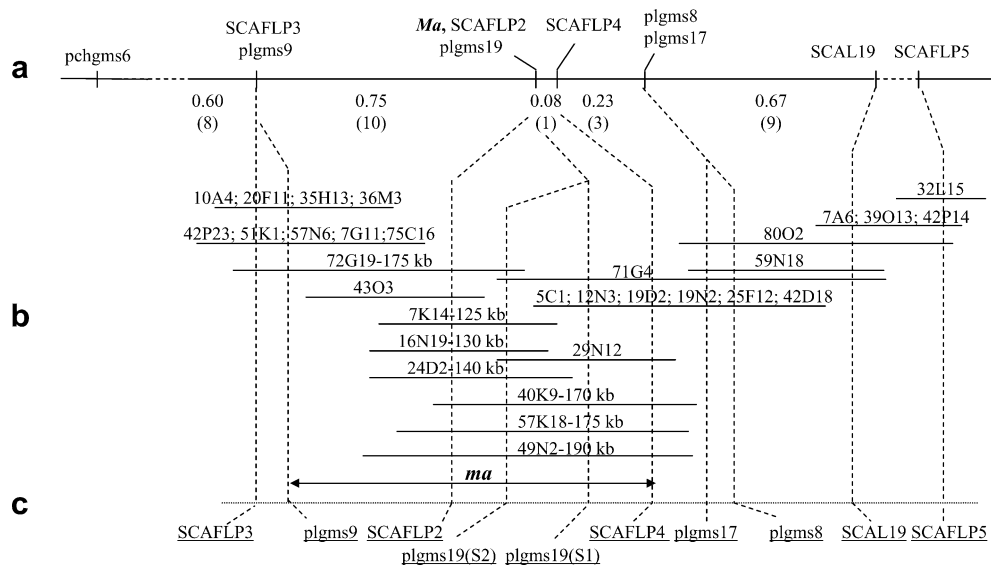 a
pchgms6
SCAFLP3
plgms9
Ma, SCAFLP2
plgms19
SCAFLP4
plgms8
plgms17
SCAL19
SCAFLP5
0.60
(8)
0.75
(10)
0.08
(1)
0.23
(3)
0.67
(9)
b
10A4; 20F11; 35H13; 36M3
32L15
7A6; 39O13; 42P14
42P23; 51K1; 57N6; 7G11;75C16
80O2
72G19-175 kb
59N18
71G4
43O3
5C1; 12N3; 19D2; 19N2; 25F12; 42D18
7K14-125 kb
16N19-130 kb
29N12
24D2-140 kb
40K9-170 kb
57K18-175 kb
49N2-190 kb
ma
c
SCAFLP3
plgms9
SCAFLP2
plgms19(S2)
plgms19(S1)
SCAFLP4
plgms17
plgms8
SCAL19
SCAFLP5